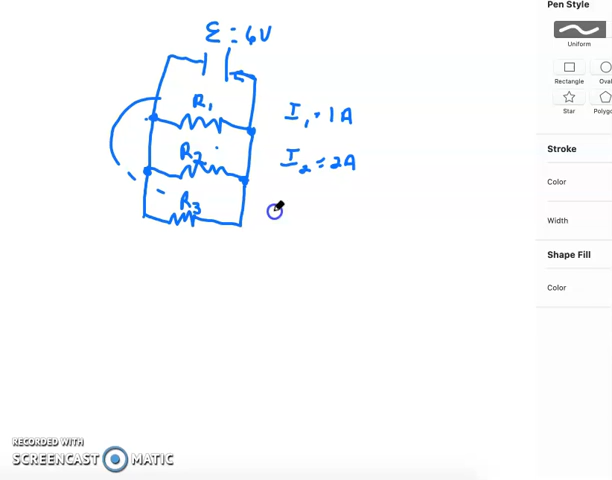 Pen Style
Uniform
Rectangle
Oval
Star
Polygo
Stroke
Color
Width
Shape Fill
Color
ε = 6V
R1
R2
R3
I1 = 1A
I2 = 2A
RECORDED WITH
SCREENCAST MATIC